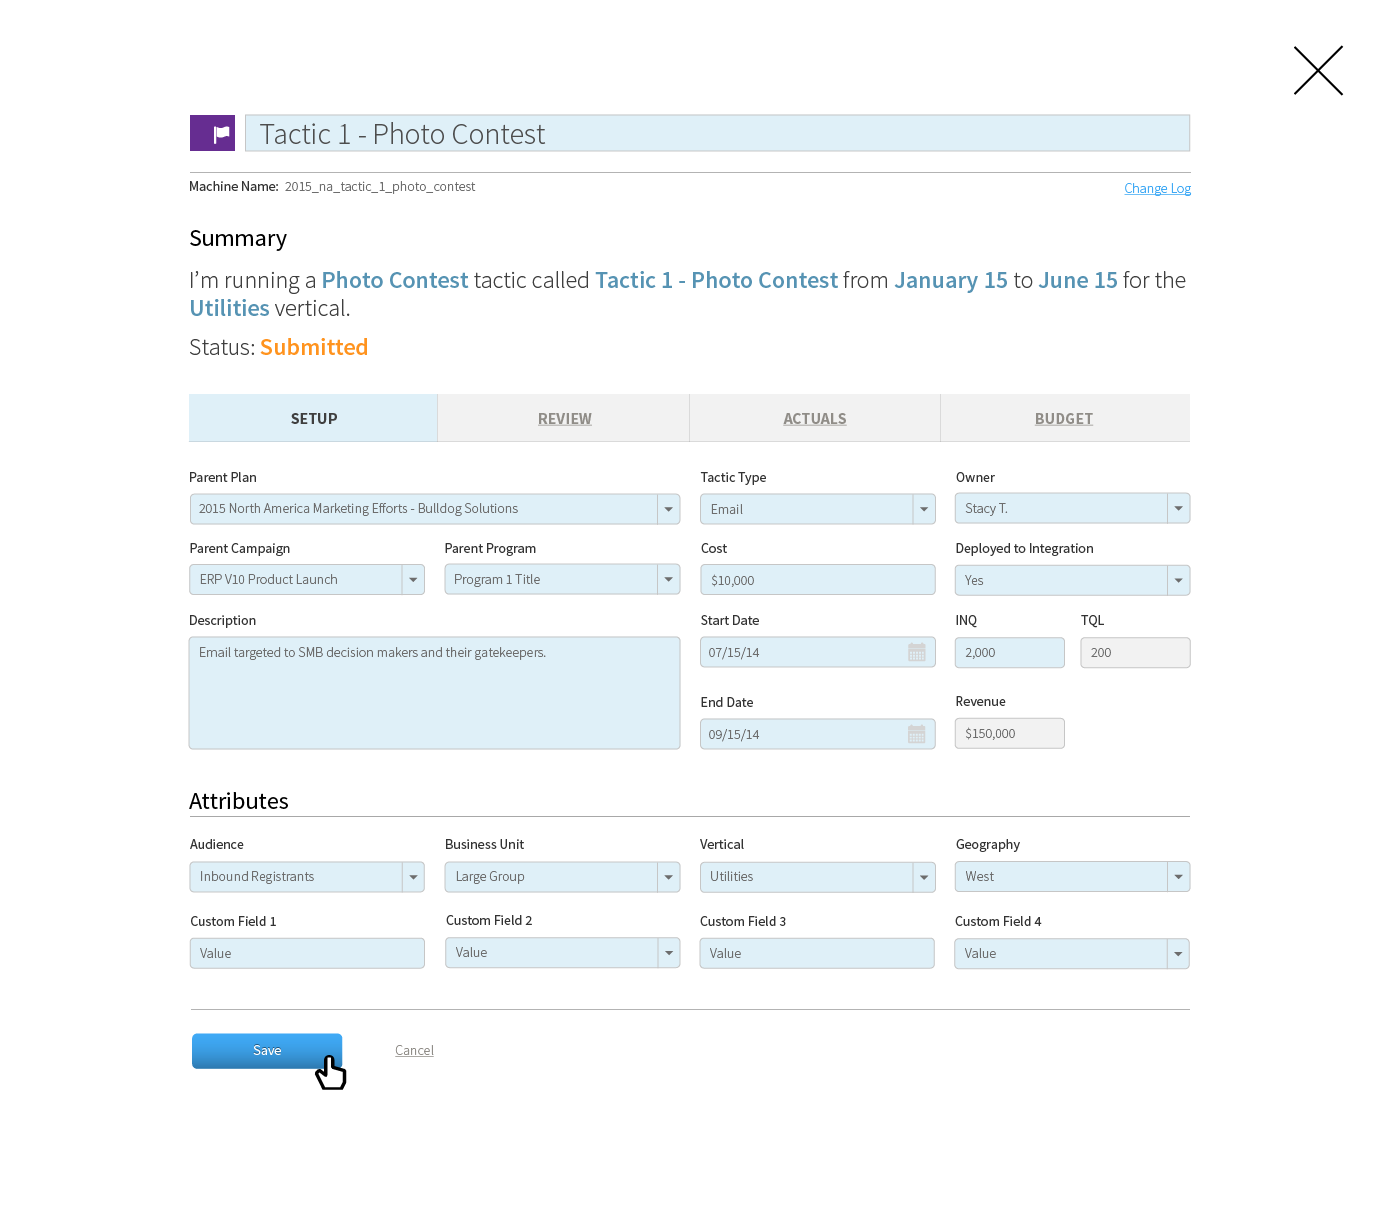 Tactic 1 - Photo Contest
Machine Name: 2015_na_tactic_1_photo_contest
Change Log
Summary
I’m running a Photo Contest tactic called Tactic 1 - Photo Contest from January 15 to June 15 for the
Utilities vertical.
Status: Submitted
SETUP
REVIEW
ACTUALS
BUDGET
Parent Plan
2015 North America Marketing Efforts - Bulldog Solutions
Tactic Type
Email
Owner
Stacy T.
Parent Campaign
ERP V10 Product Launch
Parent Program
Program 1 Title
Cost
$10,000
Deployed to Integration
Yes
Description
Email targeted to SMB decision makers and their gatekeepers.
Start Date
07/15/14
INQ
2,000
TQL
200
End Date
09/15/14
Revenue
$150,000
Attributes
Audience
Inbound Registrants
Business Unit
Large Group
Vertical
Utilities
Geography
West
Custom Field 1
Value
Custom Field 2
Value
Custom Field 3
Value
Custom Field 4
Value
Save
Cancel